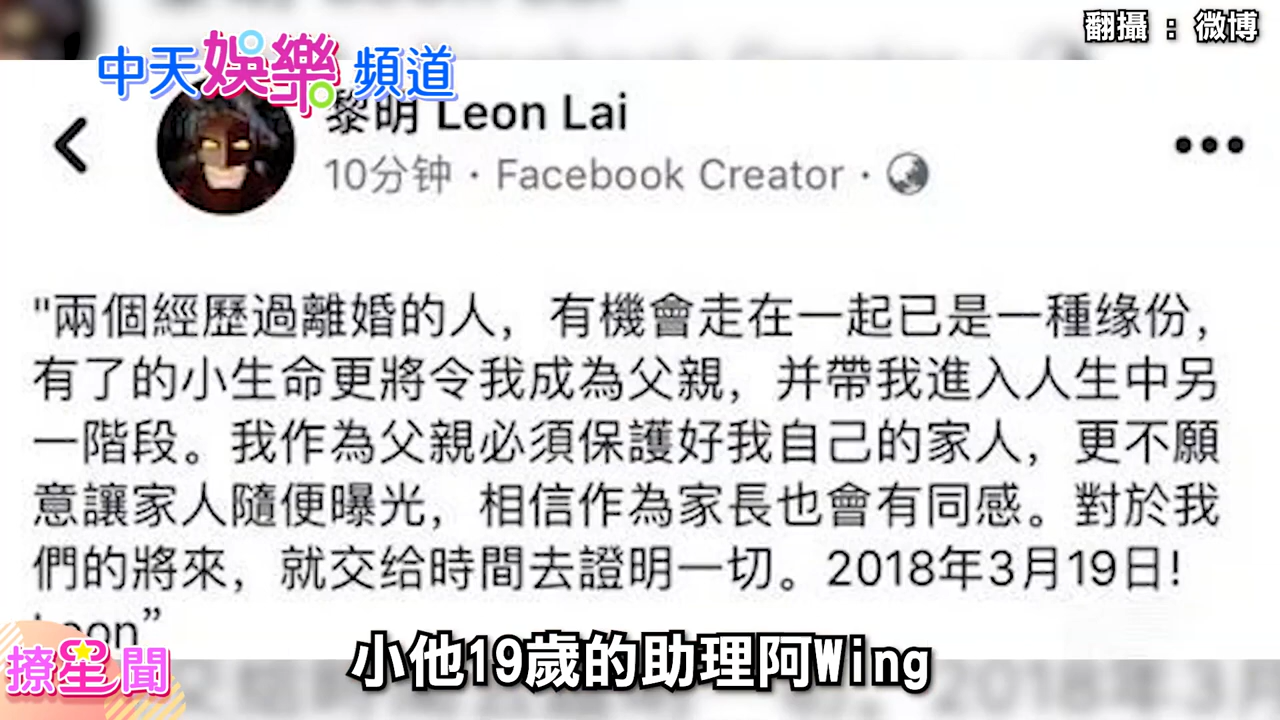 翻攝 : 微博
中天娛樂頻道
黎明 Leon Lai
10分钟 · Facebook Creator ·
"兩個經歷過離婚的人，有機會走在一起已是一種缘份，
有了的小生命更將令我成為父親，并帶我進入人生中另
一階段。我作為父親必須保護好我自己的家人，更不願
意讓家人隨便曝光，相信作為家長也會有同感。對於我
們的將來，就交给時間去證明一切。2018年3月19日!
Leon”
撩星聞
小他19歲的助理阿Wing